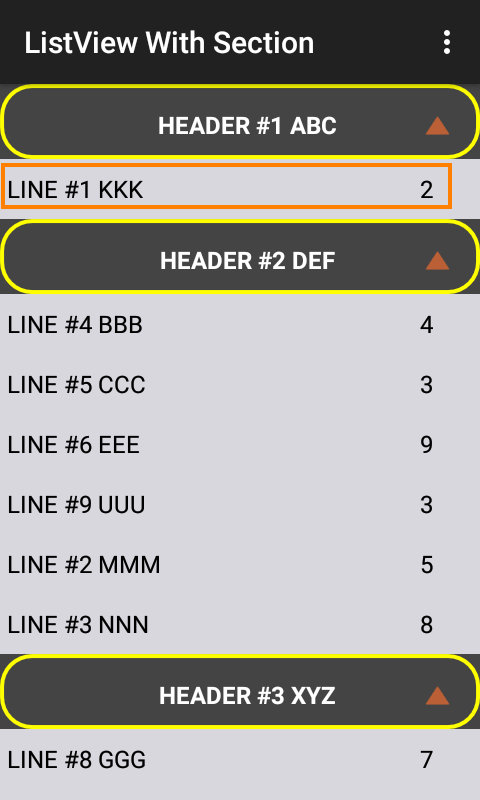 ListView With Section
HEADER #1 ABC
LINE #1 KKK 2
HEADER #2 DEF
LINE #4 BBB 4
LINE #5 CCC 3
LINE #6 EEE 9
LINE #9 UUU 3
LINE #2 MMM 5
LINE #3 NNN 8
HEADER #3 XYZ
LINE #8 GGG 7